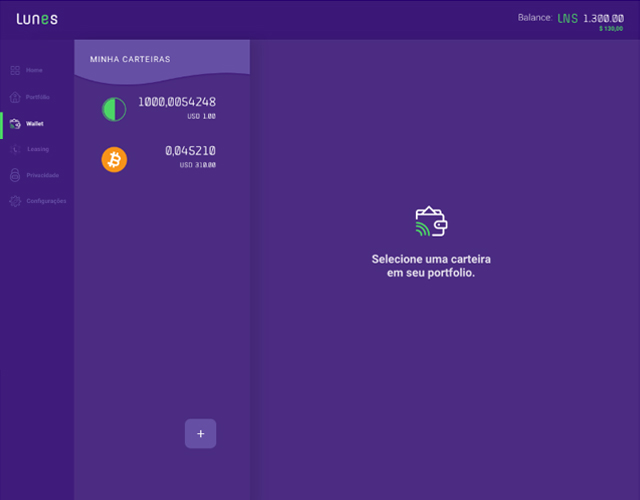 Lunes
Balance: LNS 1.300.00
$ 130,00
Home
Portfólio
Wallet
Leasing
Privacidade
Configurações
MINHA CARTEIRAS
1000,0054248
USD 1.00
0,045210
USD 310.00
+
Selecione uma carteira
em seu portfolio.